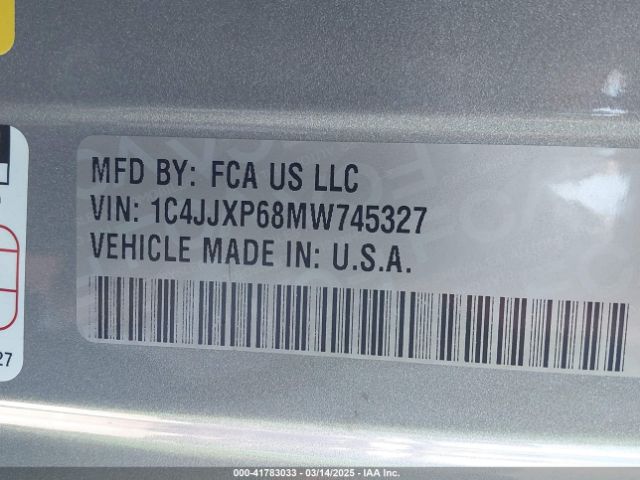 MFD BY: FCA US LLC
VIN: 1C4JJXP68MW745327
VEHICLE MADE IN: U.S.A.
27
000-41783033 - 03/14/2025 - IAA Inc.